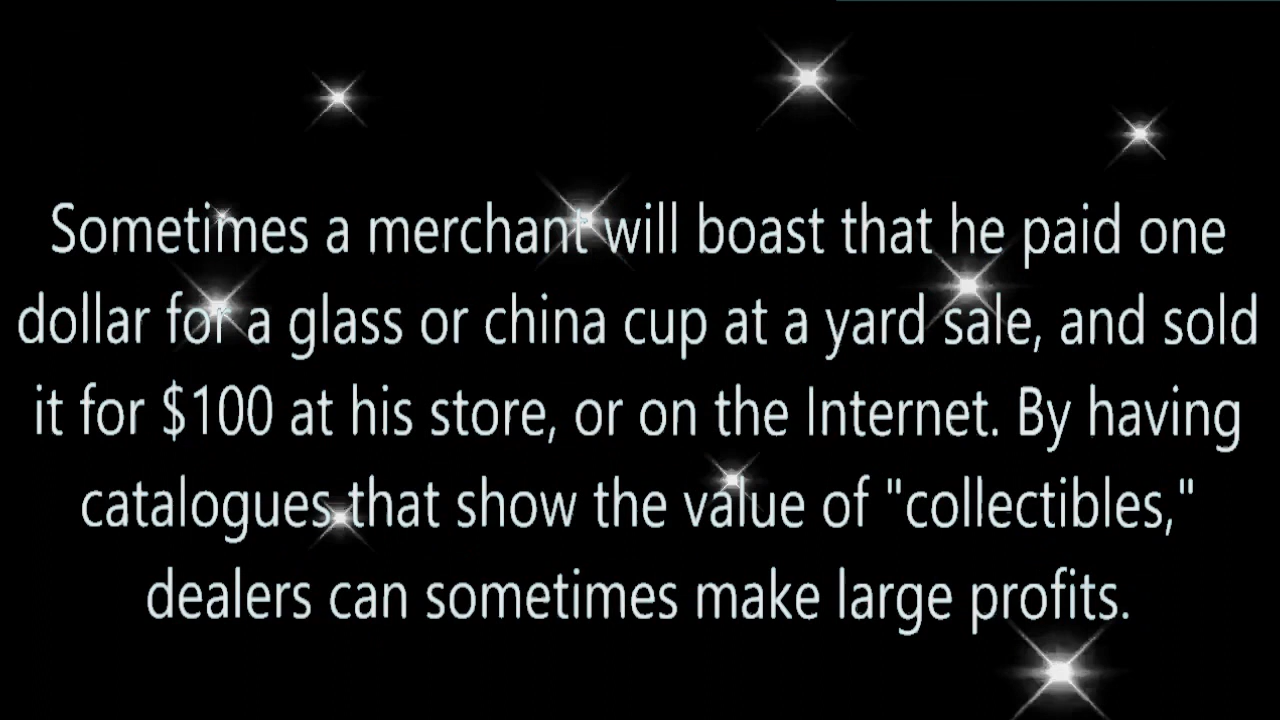 Sometimes a merchant will boast that he paid one
dollar for a glass or china cup at a yard sale, and sold
it for $100 at his store, or on the Internet. By having
catalogues that show the value of "collectibles,"
dealers can sometimes make large profits.